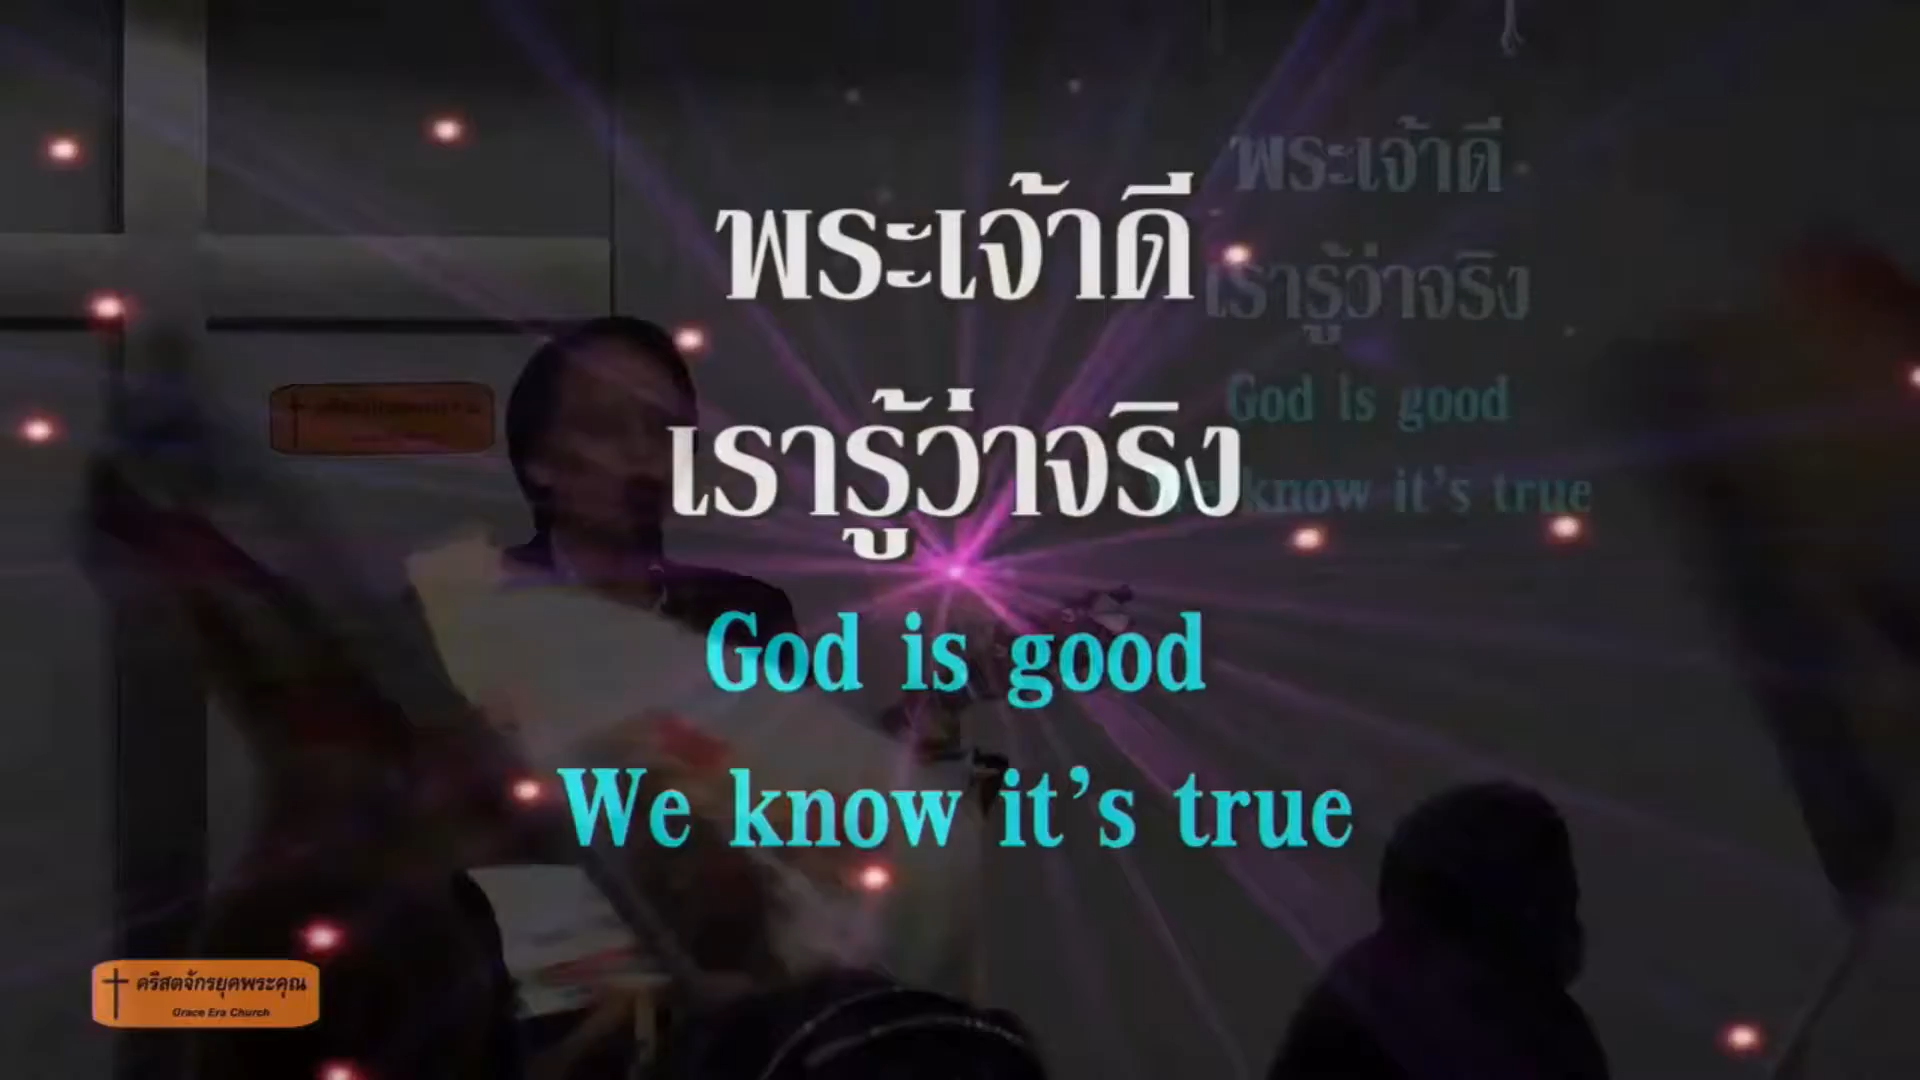 พระเจ้าดี
เรารู้ว่าจริง
God is good
We know it's true
พระเจ้าดี
เรารู้ว่าจริง
God is good
We know it's true
คริสตจักรยุคพระคุณ
Grace Era Church